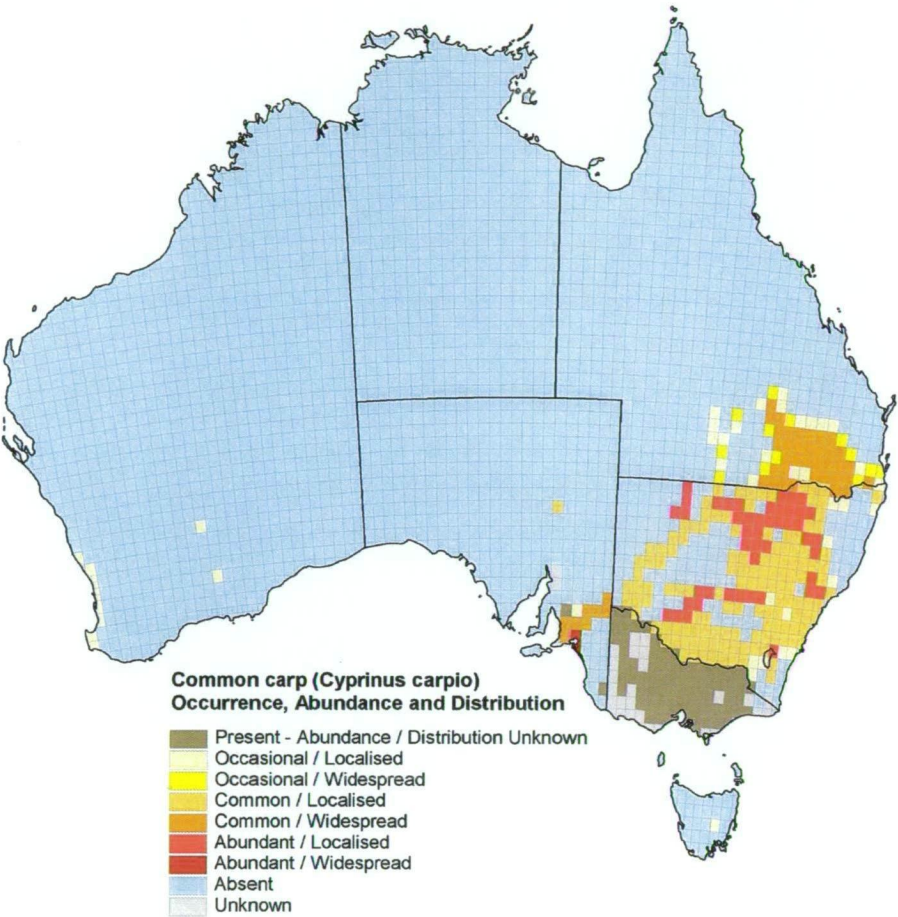 Common carp (Cyprinus carpio)
Occurrence, Abundance and Distribution
Present - Abundance / Distribution Unknown
Occasional / Localised
Occasional / Widespread
Common / Localised
Common / Widespread
Abundant / Localised
Abundant / Widespread
Absent
Unknown